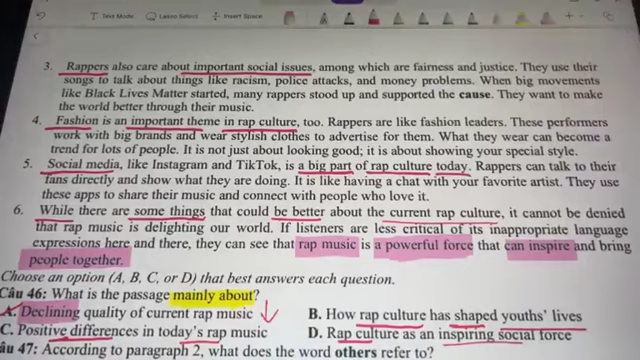 Text Mode Lasso Select Insert Space
3. Rappers also care about important social issues, among which are fairness and justice. They use their
songs to talk about things like racism, police attacks, and money problems. When big movements
like Black Lives Matter started, many rappers stood up and supported the cause. They want to make
the world better through their music.
4. Fashion is an important theme in rap culture, too. Rappers are like fashion leaders. These performers
work with big brands and wear stylish clothes to advertise for them. What they wear can become a
trend for lots of people. It is not just about looking good; it is about showing your special style.
5. Social media, like Instagram and TikTok, is a big part of rap culture today. Rappers can talk to their
fans directly and show what they are doing. It is like having a chat with your favorite artist. They use
these apps to share their music and connect with people who love it.
6. While there are some things that could be better about the current rap culture, it cannot be denied
that rap music is delighting our world. If listeners are less critical of its inappropriate language
expressions here and there, they can see that rap music is a powerful force that can inspire and bring
people together.
Choose an option (A, B, C, or D) that best answers each question.
Câu 46: What is the passage mainly about?
A. Declining quality of current rap music B. How rap culture has shaped youths' lives
C. Positive differences in today's rap music D. Rap culture as an inspiring social force
âu 47: According to paragraph 2, what does the word others refer to?